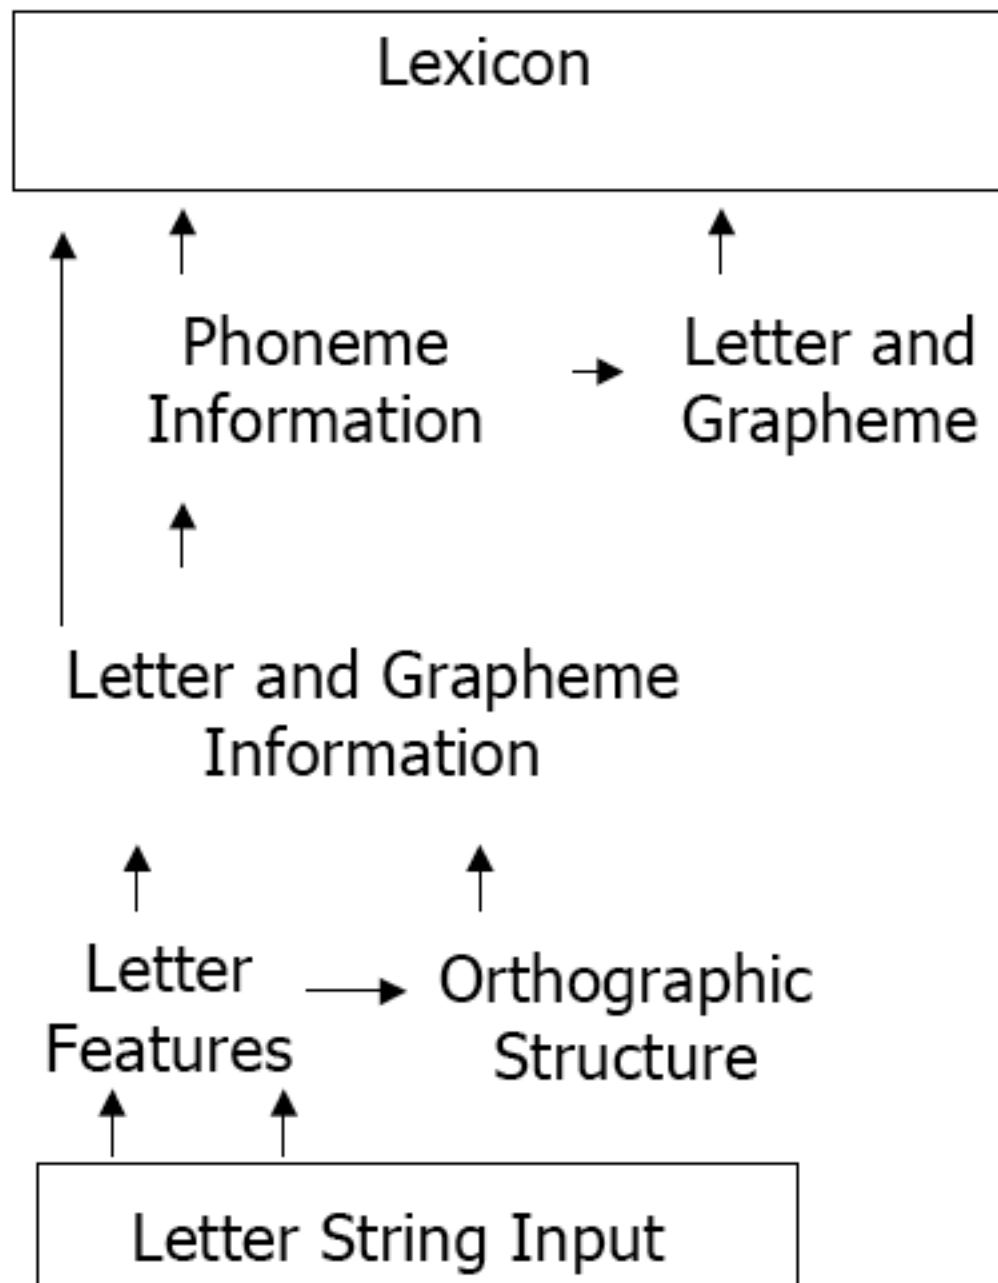 Lexicon
Phoneme
Information
Letter and
Grapheme
Letter and Grapheme
Information
Letter
Features
Orthographic
Structure
Letter String Input